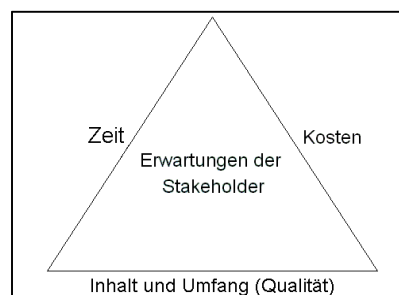 Zeit
Kosten
Erwartungen der
Stakeholder
Inhalt und Umfang (Qualität)